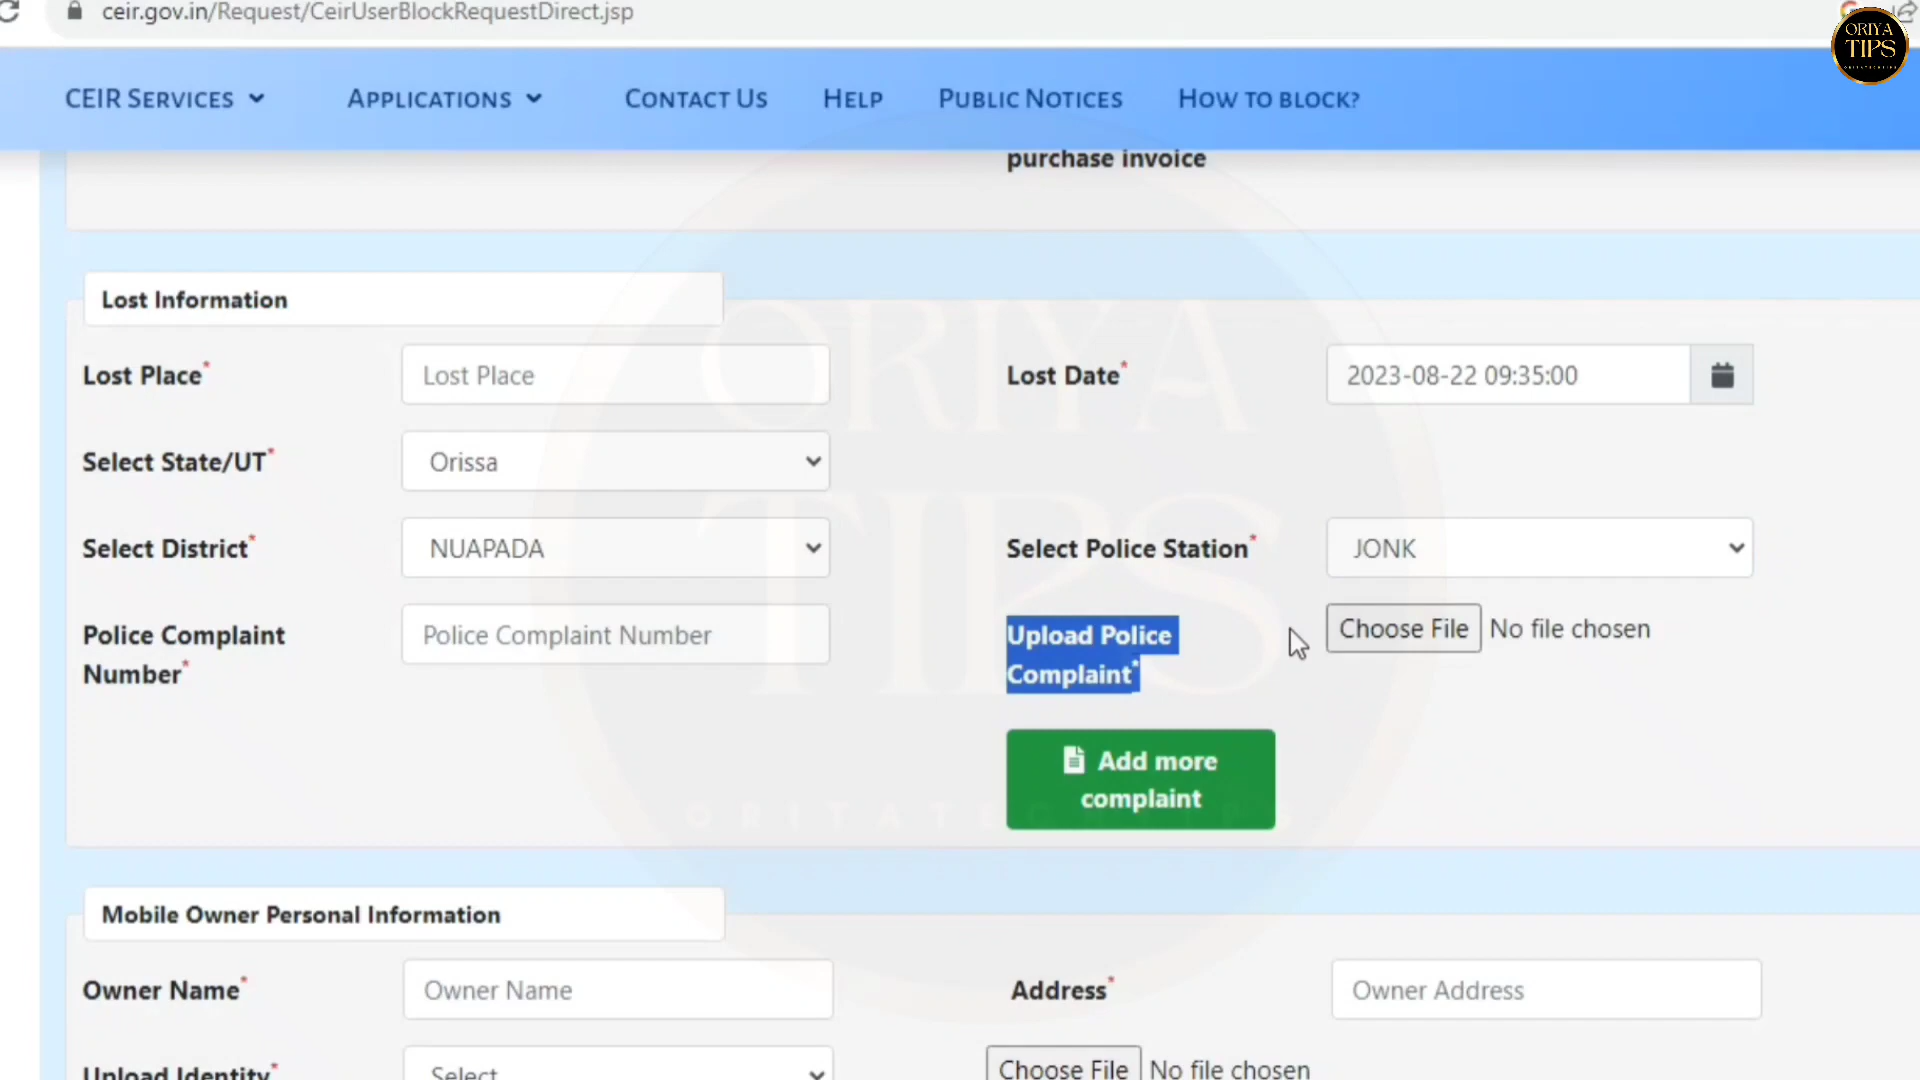 ceir.gov.in/Request/CeirUserBlockRequestDirect.jsp
ORIYA
TIPS
CEIR SERVICES
APPLICATIONS
CONTACT US
HELP
PUBLIC NOTICES
HOW TO BLOCK?
purchase invoice
Lost Information
Lost Place*
Lost Place
Lost Date*
2023-08-22 09:35:00
Select State/UT*
Orissa
Select District*
NUAPADA
Select Police Station*
JONK
Police Complaint
Number*
Police Complaint Number
Upload Police
Complaint*
Choose File No file chosen
Add more
complaint
ORIYA
TIPS
Mobile Owner Personal Information
Owner Name*
Owner Name
Address*
Owner Address
Upload Identity*
Select
Choose File No file chosen